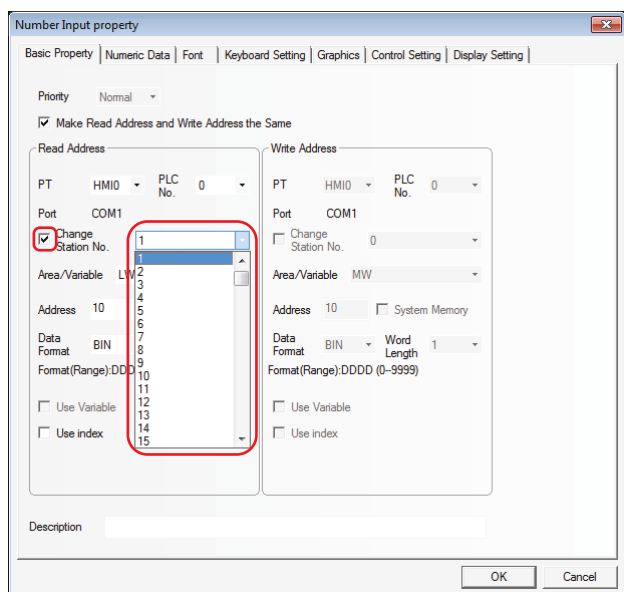 Number Input property
Basic Property Numeric Data Font Keyboard Setting Graphics Control Setting Display Setting
Priority Normal
Make Read Address and Write Address the Same
Read Address
PT HMI0 PLC No. 0
Port COM1
Change Station No. 1
1
2
3
4
5
6
7
8
9
10
11
12
13
14
15
Area/Variable LW
Address 10
Data Format BIN
Format(Range):DDD
Use Variable
Use index
Write Address
PT HMI0 PLC No. 0
Port COM1
Change Station No. 0
Area/Variable MW
Address 10 System Memory
Data Format BIN Word Length 1
Format(Range):DDDD (0--9999)
Use Variable
Use index
Description
OK Cancel